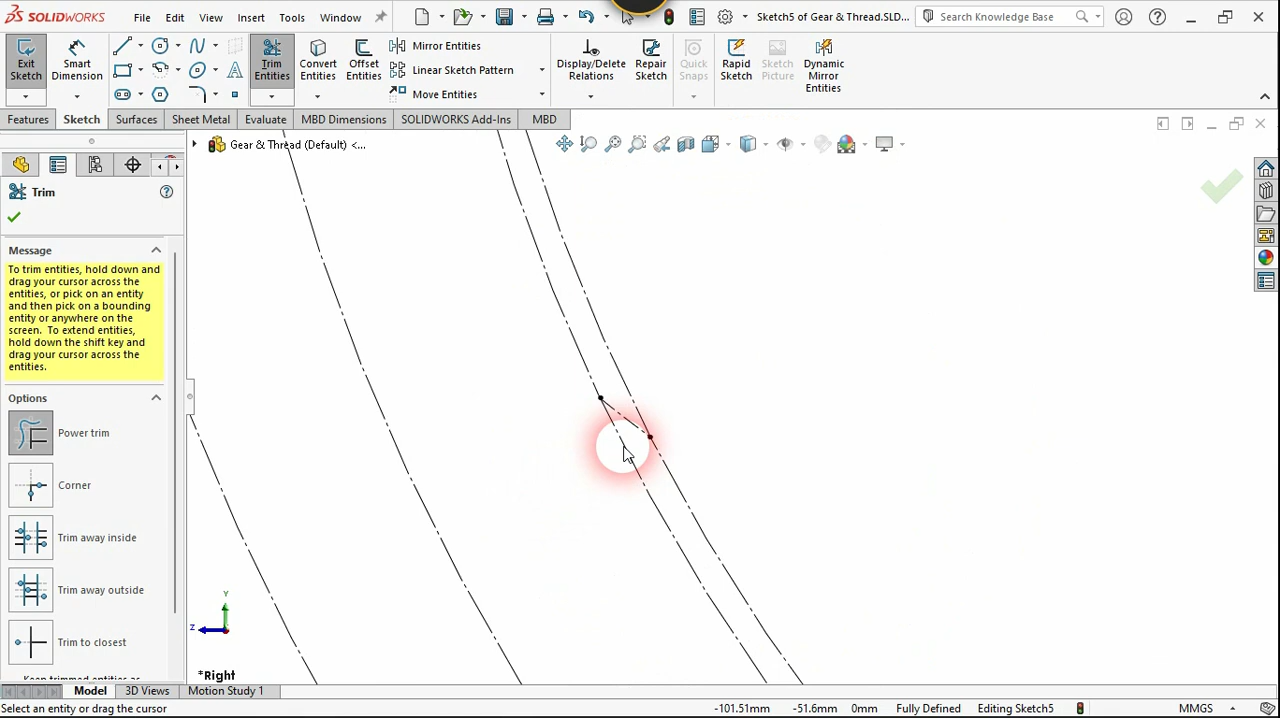 SOLIDWORKS File Edit View Insert Tools Window Sketch5 of Gear & Thread.SLD... Search Knowledge Base
Exit Sketch
Smart Dimension
Trim Entities
Convert Entities
Offset Entities
Mirror Entities
Linear Sketch Pattern
Move Entities
Display/Delete Relations
Repair Sketch
Quick Snaps
Rapid Sketch
Sketch Picture
Dynamic Mirror Entities
Features Sketch Surfaces Sheet Metal Evaluate MBD Dimensions SOLIDWORKS Add-Ins MBD
Gear & Thread (Default) <...
Trim
Message
To trim entities, hold down and
drag your cursor across the
entities, or pick on an entity
and then pick on a bounding
entity or anywhere on the
screen. To extend entities,
hold down the shift key and
drag your cursor across the
entities.
Options
Power trim
Corner
Trim away inside
Trim away outside
Trim to closest
Keep trimmed entities as
Y
Z
*Right
Model 3D Views Motion Study 1
Select an entity or drag the cursor -101.51mm -51.6mm 0mm Fully Defined Editing Sketch5 MMGS